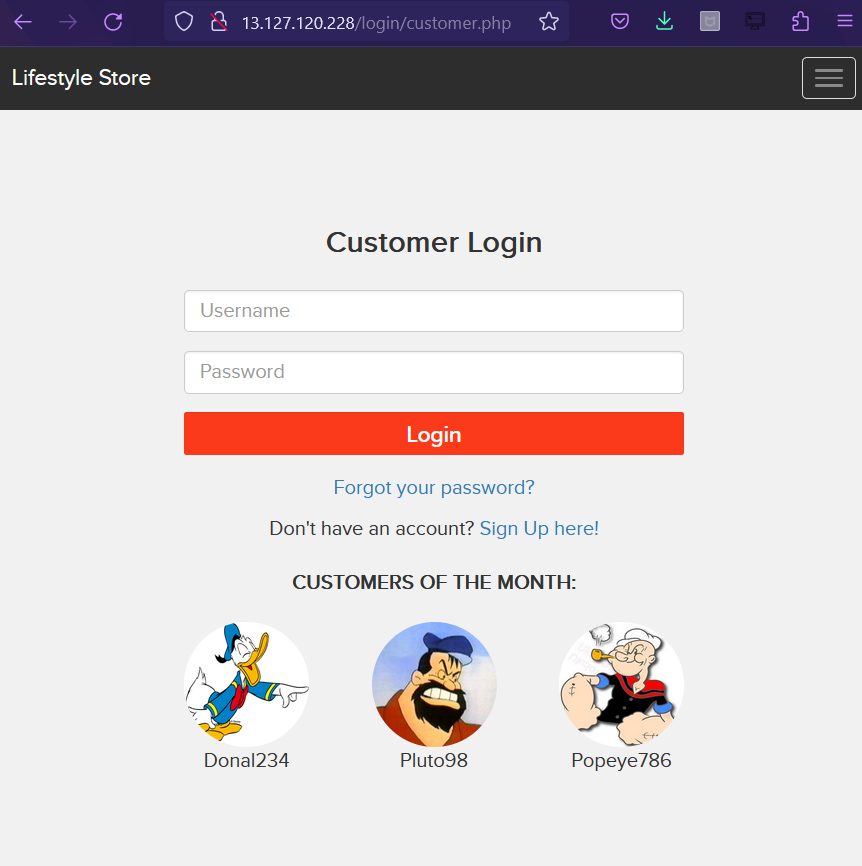 13.127.120.228/login/customer.php
Lifestyle Store
Customer Login
Username
Password
Login
Forgot your password?
Don't have an account? Sign Up here!
CUSTOMERS OF THE MONTH:
Donal234 Pluto98 Popeye786